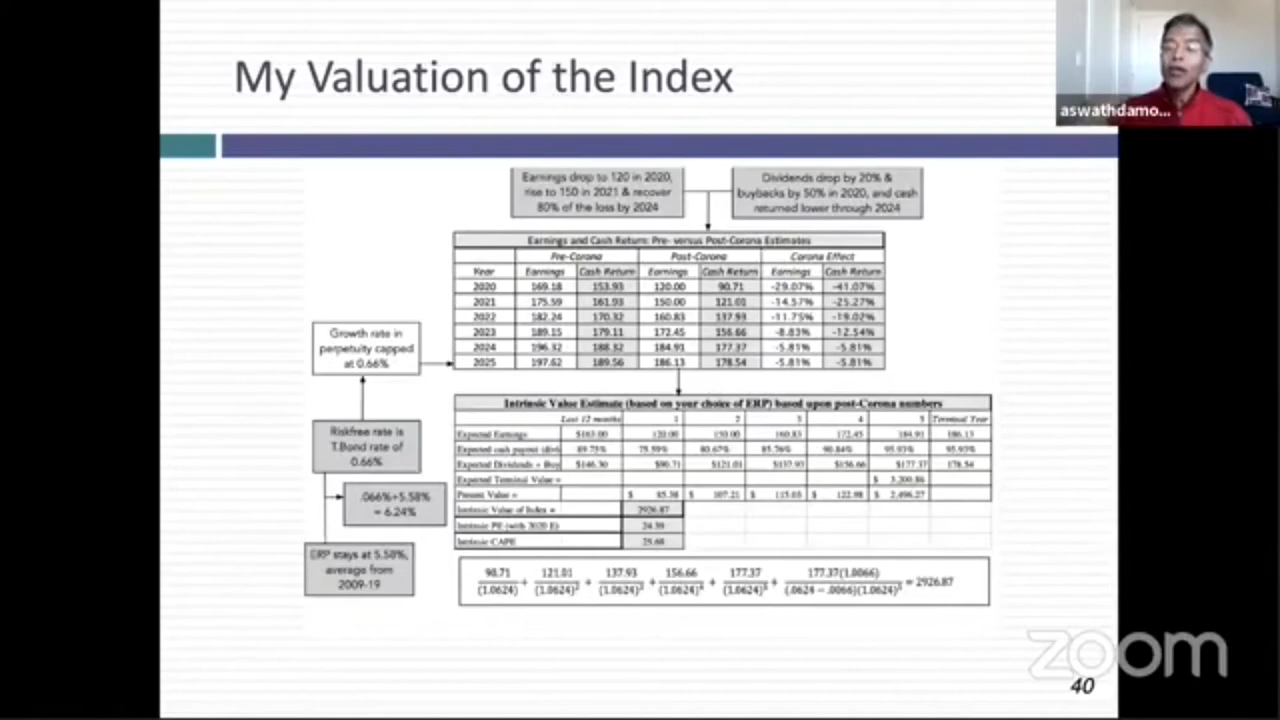 My Valuation of the Index
aswathdamo...
Earnings drop to 120 in 2020,
rise to 150 in 2021 & recover
80% of the loss by 2024
Dividends drop by 20% &
buybacks by 50% in 2020, and cash
returned lower through 2024
Earnings and Cash Return: Pre- versus Post-Corona Estimates
Pre-Corona Post-Corona Corona Effect
Year Earnings Cash Return Earnings Cash Return Earnings Cash Return
2020 169.18 153.93 120.00 90.71 -29.07% -41.07%
2021 175.59 161.93 150.00 121.01 -14.57% -25.27%
2022 182.24 170.32 160.83 137.93 -11.75% -19.02%
2023 189.15 179.11 172.45 156.66 -8.83% -12.54%
2024 196.32 188.32 184.91 177.37 -5.81% -5.81%
2025 197.62 189.56 186.13 178.54 -5.81% -5.81%
Growth rate in
perpetuity capped
at 0.66%
Riskfree rate is
T.Bond rate of
0.66%
.066%+5.58%
= 6.24%
ERP stays at 5.58%,
average from
2009-19
Intrinsic Value Estimate (based on your choice of ERP) based upon post-Corona numbers
Last 12 months 1 2 3 4 5 Terminal Year
Expected Earnings $163.00 120.00 150.00 160.83 172.45 184.91 186.13
Expected cash payout 89.75% 75.59% 80.67% 85.76% 90.84% 95.93% 95.93%
Expected Dividends + $146.30 $90.71 $121.01 $137.93 $156.66 $177.37 178.54
Expected Terminal Value = $ 3,200.86
Present Value = $ 85.38 $ 107.21 $ 115.03 $ 122.98 $ 2,496.27
Intrinsic Value of Index = 2926.87
Intrinsic PE (with 2020 E) 24.39
Intrinsic CAPE 25.68
90.71 121.01 137.93 156.66 177.37 177.37(1.0066)
(1.0624) + (1.0624)² + (1.0624)³ + (1.0624)⁴ + (1.0624)⁵ + (.0624 − .0066)(1.0624)⁵ = 2926.87
zoom
40